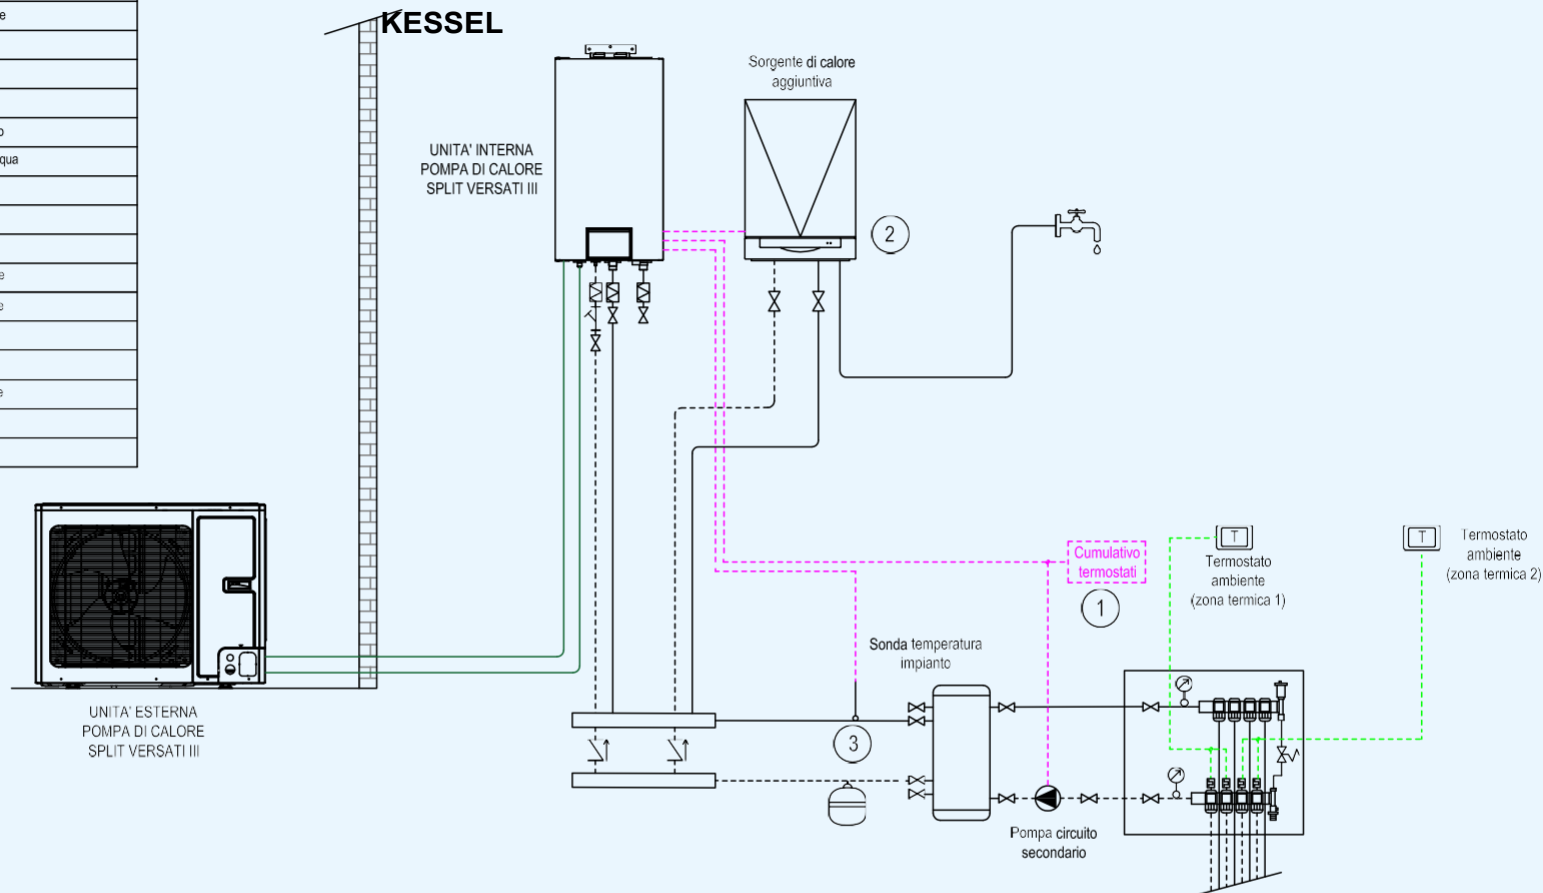 KESSEL
e
o
qua
e
e
e
Sorgente di calore
aggiuntiva
UNITA' INTERNA
POMPA DI CALORE
SPLIT VERSATI III
2
Cumulativo
termostati
1
T
Termostato
ambiente
(zona termica 1)
T
Termostato
ambiente
(zona termica 2)
Sonda temperatura
impianto
3
UNITA' ESTERNA
POMPA DI CALORE
SPLIT VERSATI III
Pompa circuito
secondario